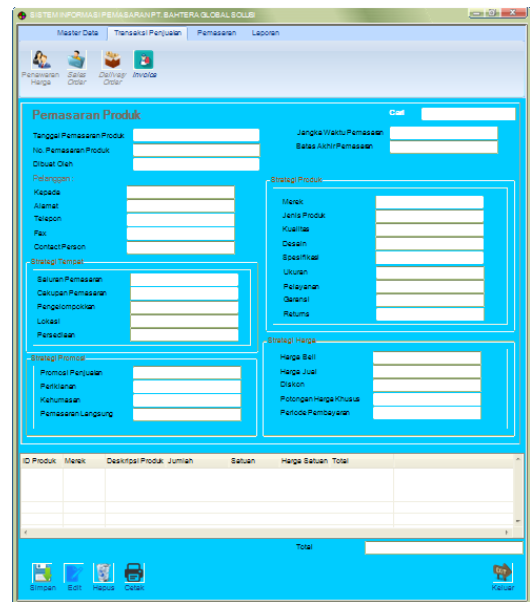 SISTEM INFORMASI PEMASARAN PT. BAHTERA GLOBAL SOLUSI
Master Data Transaksi Penjualan Pemasaran Laporan
Penawaran Harga Sales Order Delivery Order Invoice
Pemasaran Produk
Cari
Tanggal Pemasaran Produk
Jangka Waktu Pemasaran
No. Pemasaran Produk
Batas Akhir Pemasaran
Dibuat Oleh
Pelanggan :
Kepada
Alamat
Telepon
Fax
Contact Person
Strategi Produk
Merek
Jenis Produk
Kualitas
Desain
Spesifikasi
Ukuran
Pelayanan
Garansi
Returns
Strategi Tempat
Saluran Pemasaran
Cakupan Pemasaran
Pengelompokkan
Lokasi
Persediaan
Strategi Harga
Harga Beli
Harga Jual
Diskon
Potongan Harga Khusus
Periode Pembayaran
Strategi Promosi
Promosi Penjualan
Periklanan
Kehumasan
Pemasaran Langsung
ID Produk Merek Deskripsi Produk Jumlah Satuan Harga Satuan Total
Total
Simpan Edit Hapus Cetak Keluar